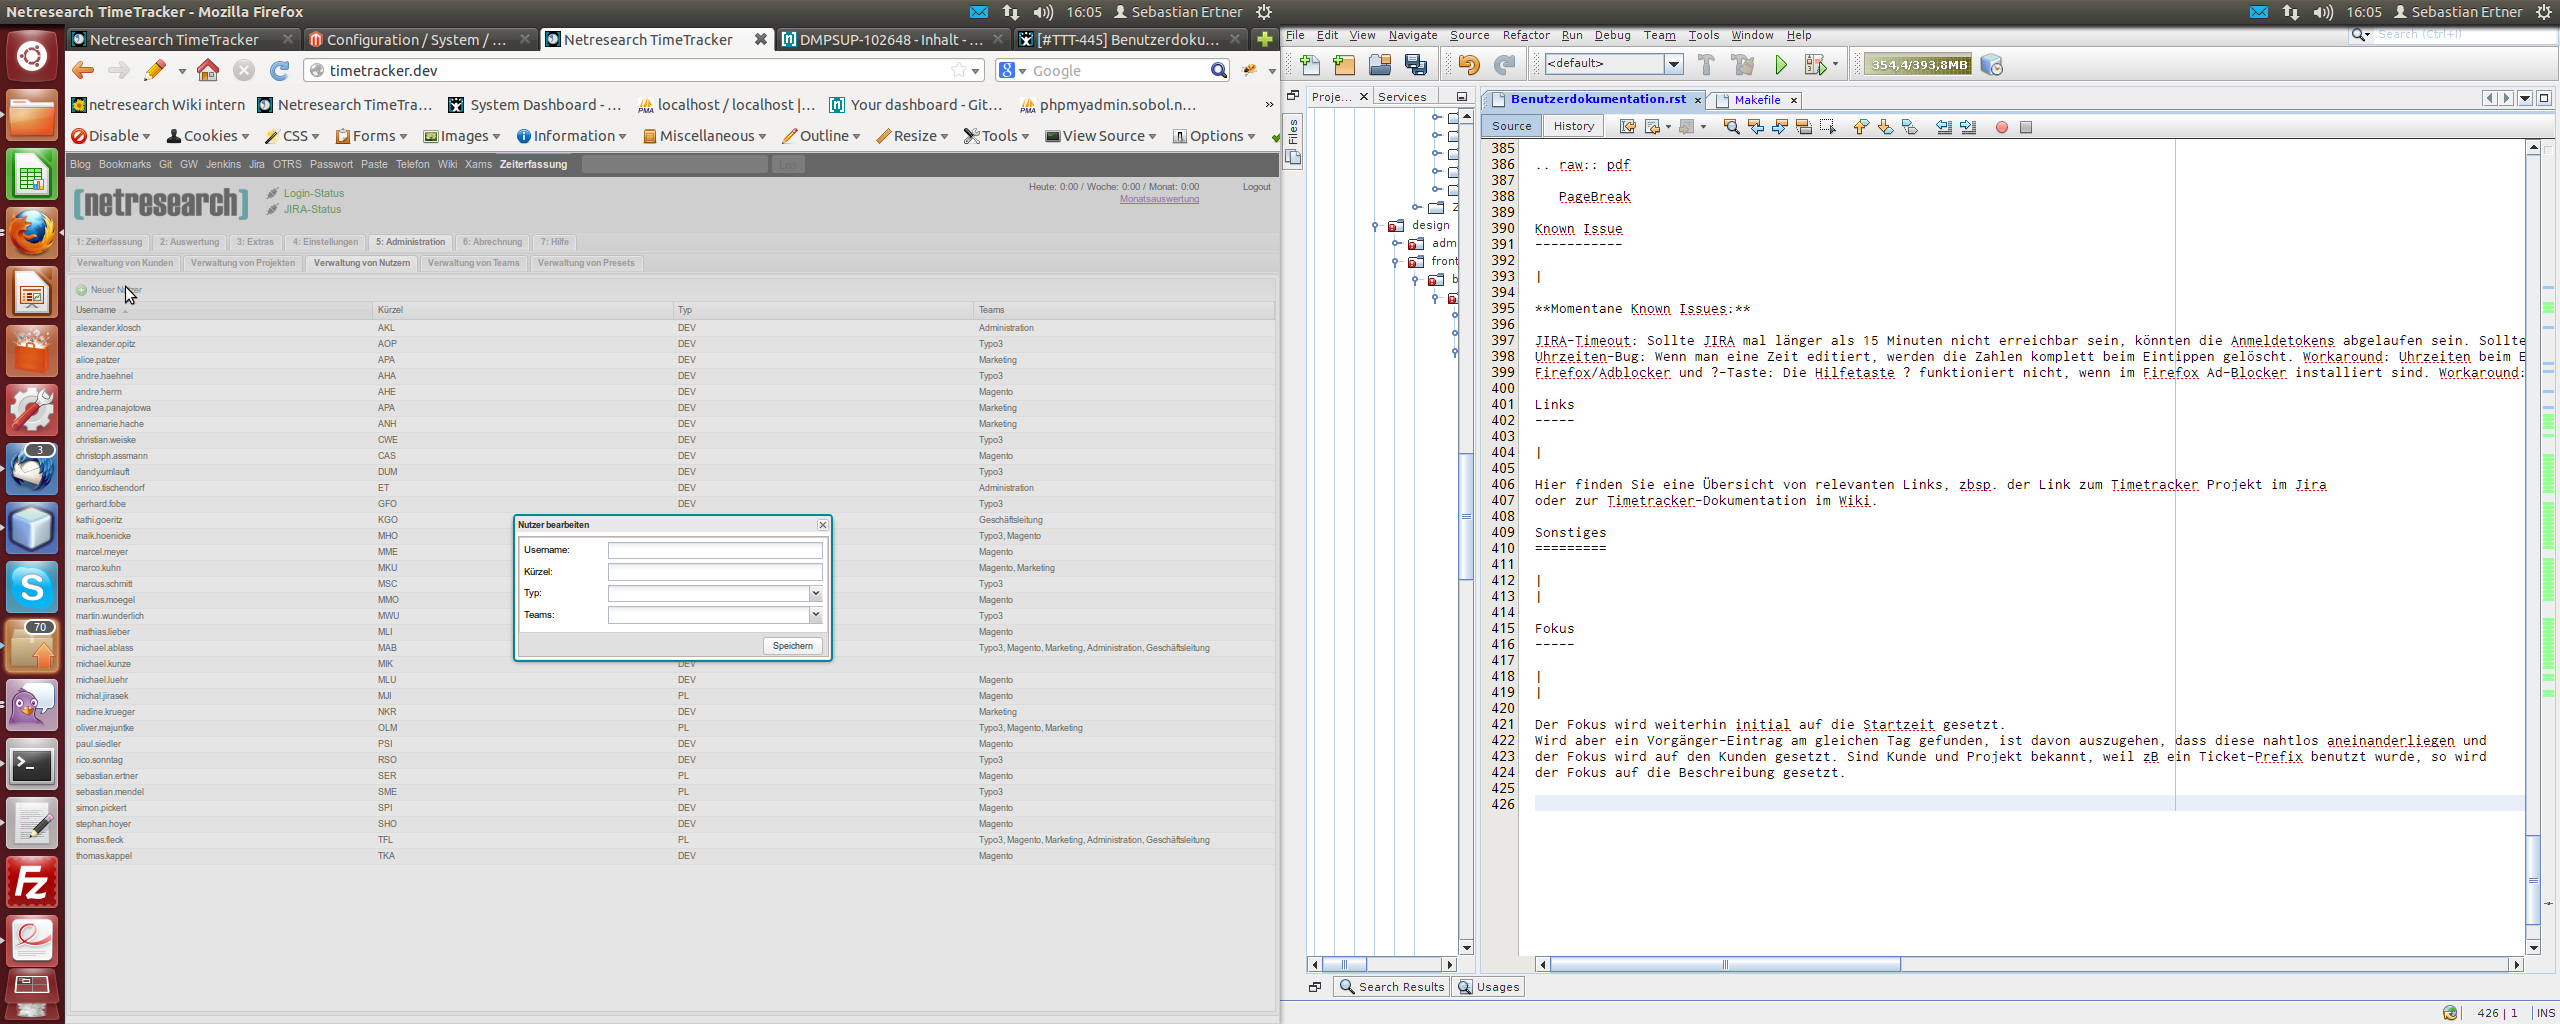 Netresearch TimeTracker - Mozilla Firefox
16:05 Sebastian Ertner
16:05 Sebastian Ertner
Netresearch TimeTracker
Configuration / System / ...
Netresearch TimeTracker
DMPSUP-102648 - Inhalt - ...
[#TTT-445] Benutzerdoku...
timetracker.dev
Google
netresearch Wiki intern
Netresearch TimeTra...
System Dashboard - ...
localhost / localhost |...
Your dashboard - Git...
phpmyadmin.sobol.n...
»
Disable Cookies CSS Forms Images Information Miscellaneous Outline Resize Tools View Source Options
Blog Bookmarks Git GW Jenkins Jira OTRS Passwort Paste Telefon Wiki Xams Zeiterfassung
[netresearch]
Login-Status
JIRA-Status
Heute: 0:00 / Woche: 0:00 / Monat: 0:00
Monatsauswertung
Logout
1: Zeiterfassung 2: Auswertung 3: Extras 4: Einstellungen 5: Administration 6: Abrechnung 7: Hilfe
Verwaltung von Kunden Verwaltung von Projekten Verwaltung von Nutzern Verwaltung von Teams Verwaltung von Presets
Neuer Nutzer
Username Kürzel Typ Teams
alexander.klosch AKL DEV Administration
alexander.opitz AOP DEV Typo3
alice.patzer APA DEV Marketing
andre.haehnel AHA DEV Typo3
andre.herrn AHE DEV Magento
andrea.panajotowa APA DEV Marketing
annemarie.hache ANH DEV Marketing
christian.weiske CWE DEV Typo3
christoph.assmann CAS DEV Magento
dandy.umlauft DUM DEV Typo3
enrico.tischendorf ET DEV Administration
gerhard.fobe GFO DEV Typo3
kathi.goeritz KGO Geschäftsleitung
maik.hoenicke MHO Typo3, Magento
marcel.meyer MME Magento
marco.kuhn MKU Magento, Marketing
marcus.schmitt MSC Typo3
markus.moegel MMO Magento
martin.wunderlich MWU Typo3
mathias.lieber MLI Magento
michael.ablass MAB Typo3, Magento, Marketing, Administration, Geschäftsleitung
michael.kunze MIK DEV
michael.luehr MLU DEV Magento
michal.jirasek MJI PL Magento
nadine.krueger NKR DEV Marketing
oliver.majuntke OLM PL Typo3, Magento, Marketing
paul.siedler PSI DEV Magento
rico.sonntag RSO DEV Typo3
sebastian.ertner SER PL Magento
sebastian.mendel SME PL Typo3
simon.pickert SPI DEV Magento
stephan.hoyer SHO DEV Magento
thomas.fleck TFL PL Typo3, Magento, Marketing, Administration, Geschäftsleitung
thomas.kappel TKA DEV Magento
Nutzer bearbeiten
Username:
Kürzel:
Typ:
Teams:
Speichern
3
70
File Edit View Navigate Source Refactor Run Debug Team Tools Window Help
Search (Ctrl+I)
<default>
354,4/393,8MB
Proje... Services
Files
Z
design
adm
front
b
Benutzerdokumentation.rst Makefile
Source History
385
386 .. raw:: pdf
387
388 PageBreak
389
390 Known Issue
391 -----------
392
393 |
394
395 **Momentane Known Issues:**
396
397 JIRA-Timeout: Sollte JIRA mal länger als 15 Minuten nicht erreichbar sein, könnten die Anmeldetokens abgelaufen sein. Sollte
398 Uhrzeiten-Bug: Wenn man eine Zeit editiert, werden die Zahlen komplett beim Eintippen gelöscht. Workaround: Uhrzeiten beim E
399 Firefox/Adblocker und ?-Taste: Die Hilfetaste ? funktioniert nicht, wenn im Firefox Ad-Blocker installiert sind. Workaround:
400
401 Links
402 -----
403
404 |
405
406 Hier finden Sie eine Übersicht von relevanten Links, zbsp. der Link zum Timetracker Projekt im Jira
407 oder zur Timetracker-Dokumentation im Wiki.
408
409 Sonstiges
410 =========
411
412 |
413 |
414
415 Fokus
416 -----
417
418 |
419 |
420
421 Der Fokus wird weiterhin initial auf die Startzeit gesetzt.
422 Wird aber ein Vorgänger-Eintrag am gleichen Tag gefunden, ist davon auszugehen, dass diese nahtlos aneinanderliegen und
423 der Fokus wird auf den Kunden gesetzt. Sind Kunde und Projekt bekannt, weil zB ein Ticket-Prefix benutzt wurde, so wird
424 der Fokus auf die Beschreibung gesetzt.
425
426
Search Results Usages
426 | 1 INS